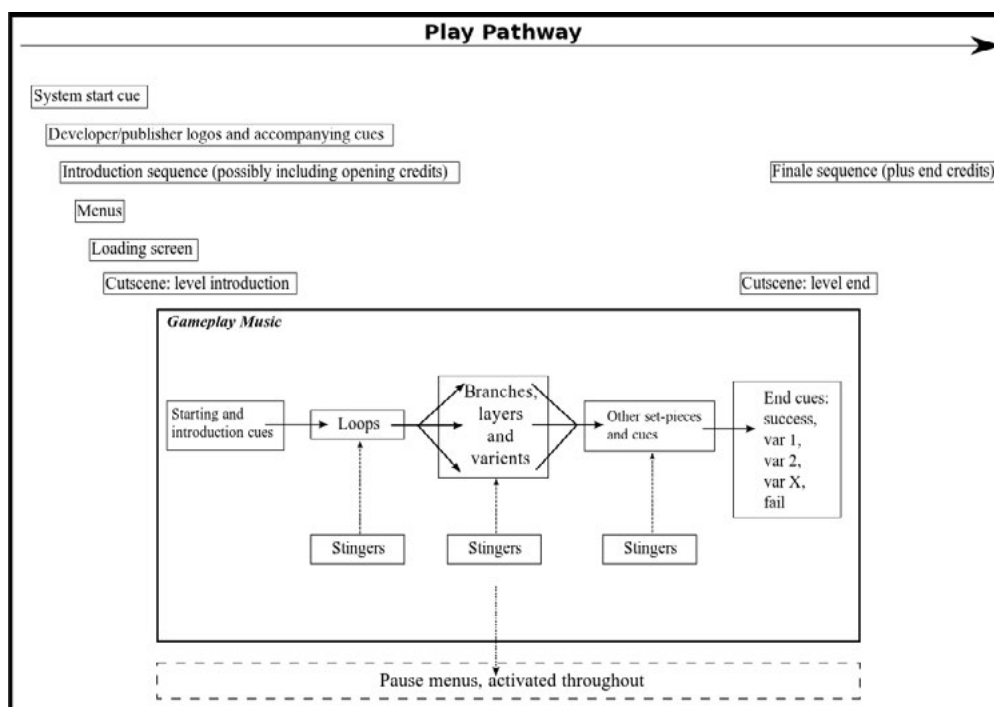 Play Pathway
System start cue
Developer/publisher logos and accompanying cues
Introduction sequence (possibly including opening credits)
Finale sequence (plus end credits)
Menus
Loading screen
Cutscene: level introduction
Cutscene: level end
Gameplay Music
Starting and
introduction cues
Loops
Branches,
layers
and
varients
Other set-pieces
and cues
End cues:
success,
var 1,
var 2,
var X,
fail
Stingers
Stingers
Stingers
Pause menus, activated throughout